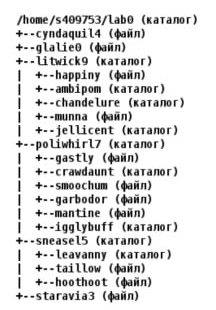 /home/s409753/lab0 (каталог)
+--cyndaquil4 (файл)
+--glalie0 (файл)
+--litwick9 (каталог)
|  +--happiny (файл)
|  +--ambipom (каталог)
|  +--chandelure (каталог)
|  +--munna (файл)
|  +--jellicent (каталог)
+--poliwhirl7 (каталог)
|  +--gastly (файл)
|  +--crawdaunt (каталог)
|  +--smoochum (файл)
|  +--garbodor (файл)
|  +--mantine (файл)
|  +--igglybuff (каталог)
+--sneasel5 (каталог)
|  +--leavanny (каталог)
|  +--taillow (файл)
|  +--hoothoot (файл)
+--staravia3 (файл)